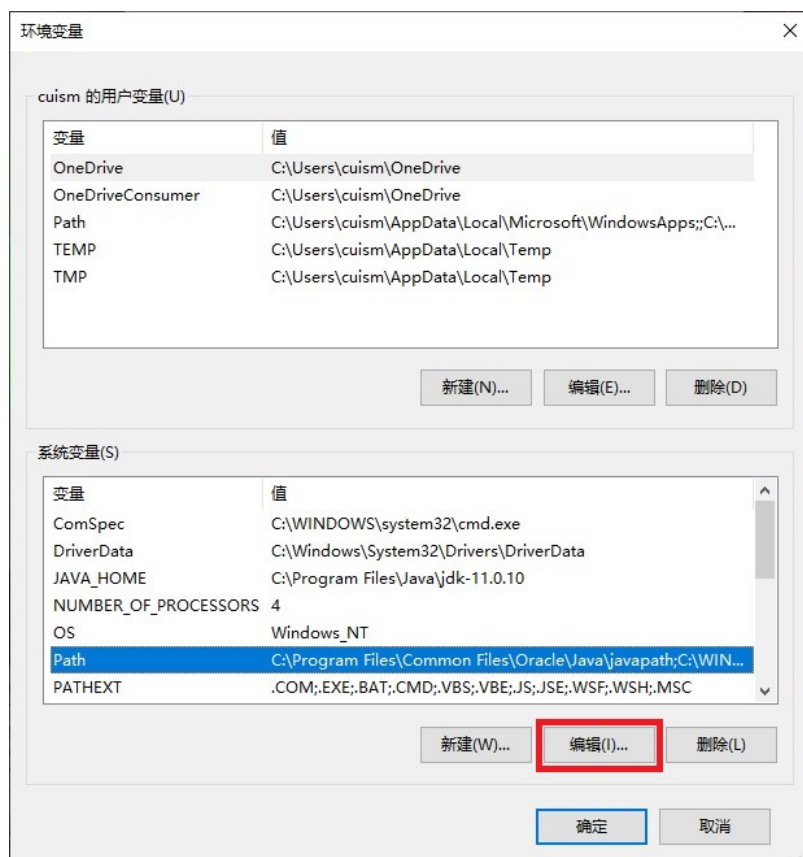 环境变量
cuism 的用户变量(U)
变量 值
OneDrive C:\Users\cuism\OneDrive
OneDriveConsumer C:\Users\cuism\OneDrive
Path C:\Users\cuism\AppData\Local\Microsoft\WindowsApps;;C:\...
TEMP C:\Users\cuism\AppData\Local\Temp
TMP C:\Users\cuism\AppData\Local\Temp
新建(N)... 编辑(E)... 删除(D)
系统变量(S)
变量 值
ComSpec C:\WINDOWS\system32\cmd.exe
DriverData C:\Windows\System32\Drivers\DriverData
JAVA_HOME C:\Program Files\Java\jdk-11.0.10
NUMBER_OF_PROCESSORS 4
OS Windows_NT
Path C:\Program Files\Common Files\Oracle\Java\javapath;C:\WIN...
PATHEXT .COM;.EXE;.BAT;.CMD;.VBS;.VBE;.JS;.JSE;.WSF;.WSH;.MSC
新建(W)... 编辑(I)... 删除(L)
确定 取消